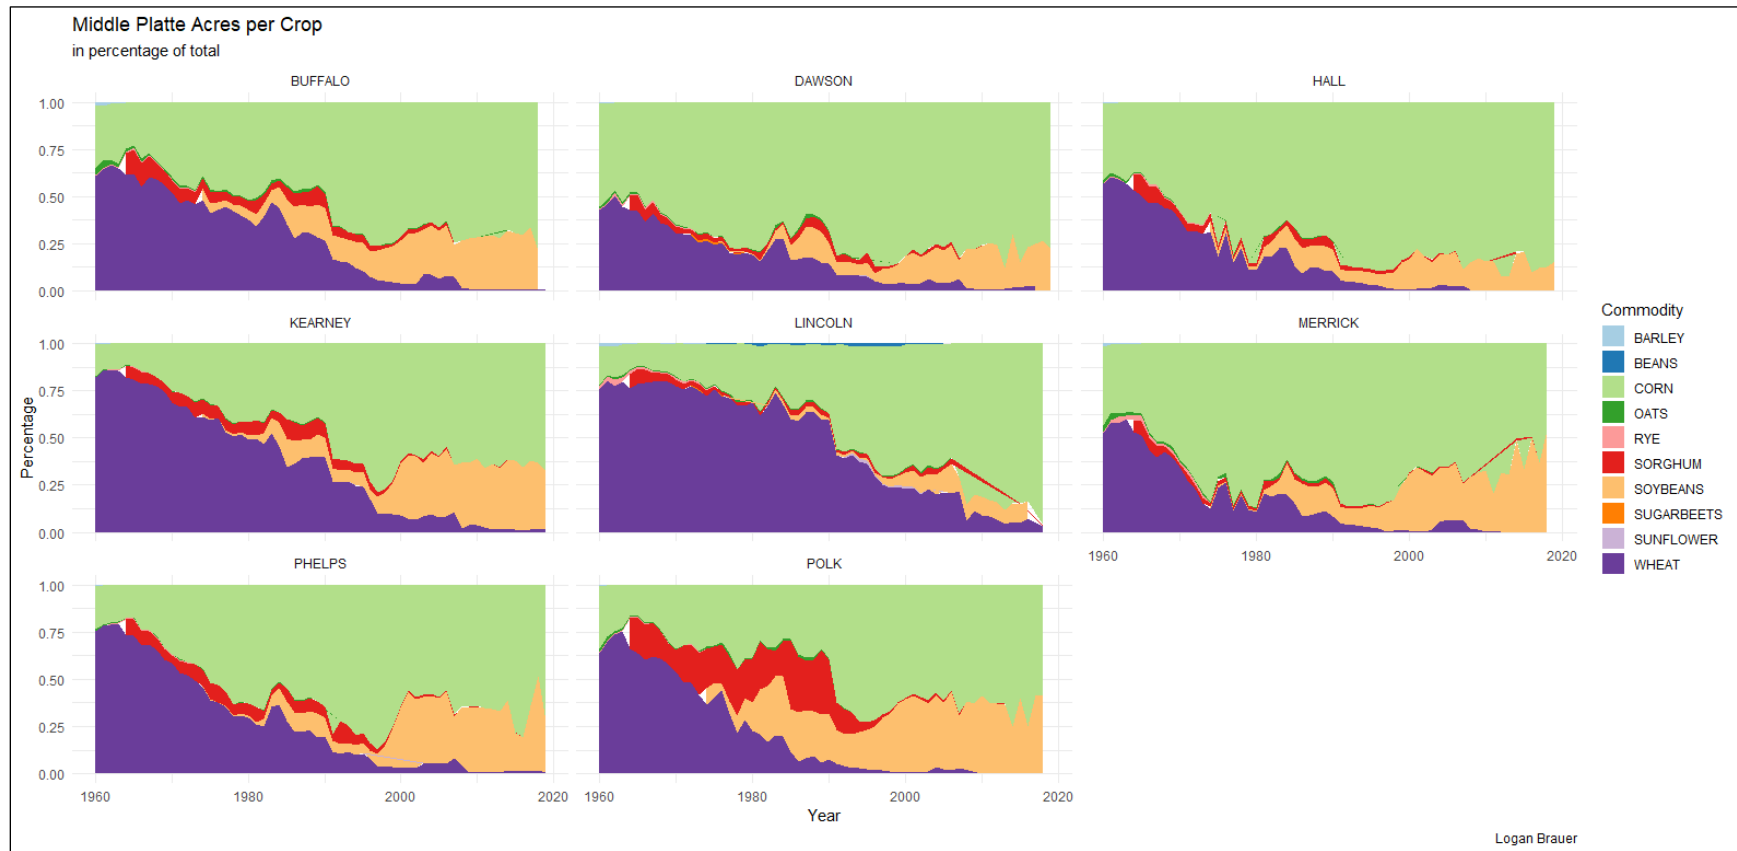 Middle Platte Acres per Crop
in percentage of total
BUFFALO
DAWSON
HALL
1.00
0.75
0.50
0.25
0.00
KEARNEY
LINCOLN
MERRICK
1.00
0.75
0.50
0.25
0.00
1960
1980
2000
2020
PHELPS
POLK
1.00
0.75
0.50
0.25
0.00
1960
1980
2000
2020
1960
1980
2000
2020
Percentage
Year
Commodity
BARLEY
BEANS
CORN
OATS
RYE
SORGHUM
SOYBEANS
SUGARBEETS
SUNFLOWER
WHEAT
Logan Brauer